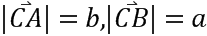 |C⃗A| = b,|C⃗B| = a